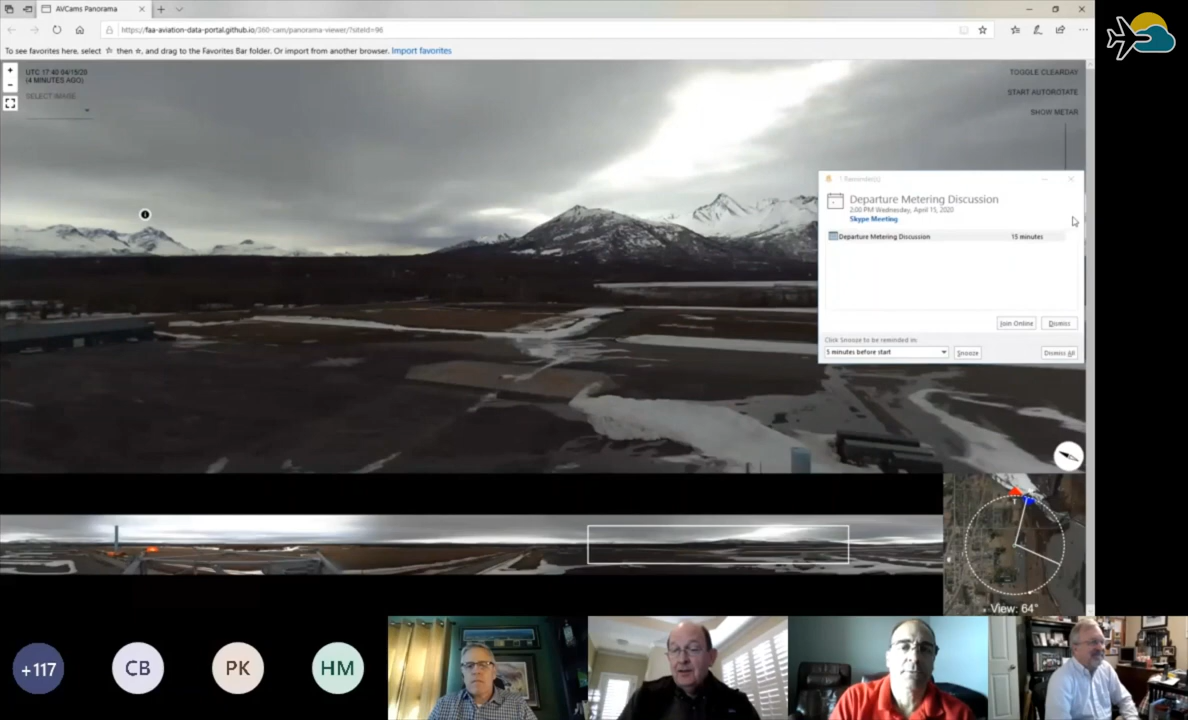 AVCams Panorama
https://faa-aviation-data-portal.github.io/360-cam/panorama-viewer/?siteId=96
To see favorites here, select ☆ then ☆, and drag to the Favorites Bar folder. Or import from another browser. Import favorites
+
-
UTC 17:40 04/15/20
(4 MINUTES AGO)
SELECT IMAGE
TOGGLE CLEARDAY
START AUTOROTATE
SHOW METAR
1 Reminder(s)
Departure Metering Discussion
2:00 PM Wednesday, April 15, 2020
Skype Meeting
Departure Metering Discussion 15 minutes
Join Online Dismiss
Click Snooze to be reminded in:
5 minutes before start Snooze Dismiss All
View: 64°
+117 CB PK HM